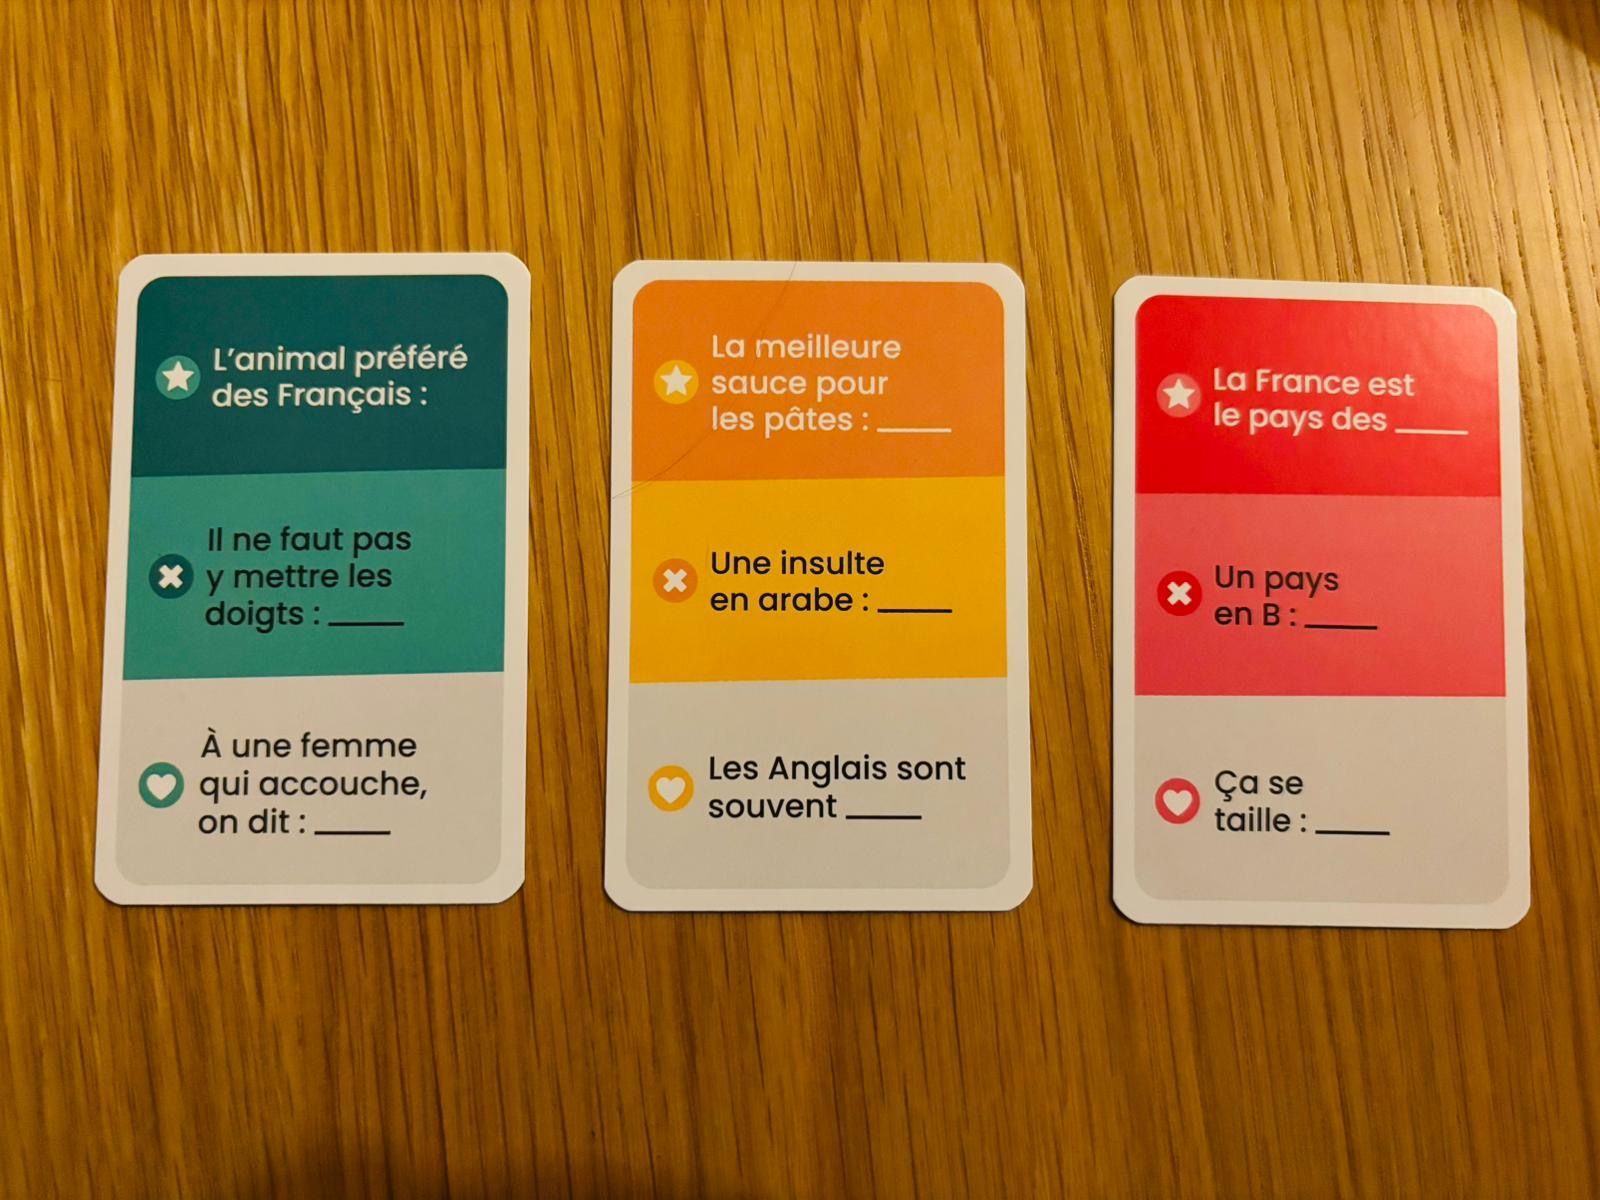 L'animal préféré
des Français :
Il ne faut pas
y mettre les
doigts : _____
À une femme
qui accouche,
on dit : _____
La meilleure
sauce pour
les pâtes : _____
Une insulte
en arabe : _____
Les Anglais sont
souvent _____
La France est
le pays des _____
Un pays
en B : _____
Ça se
taille : _____